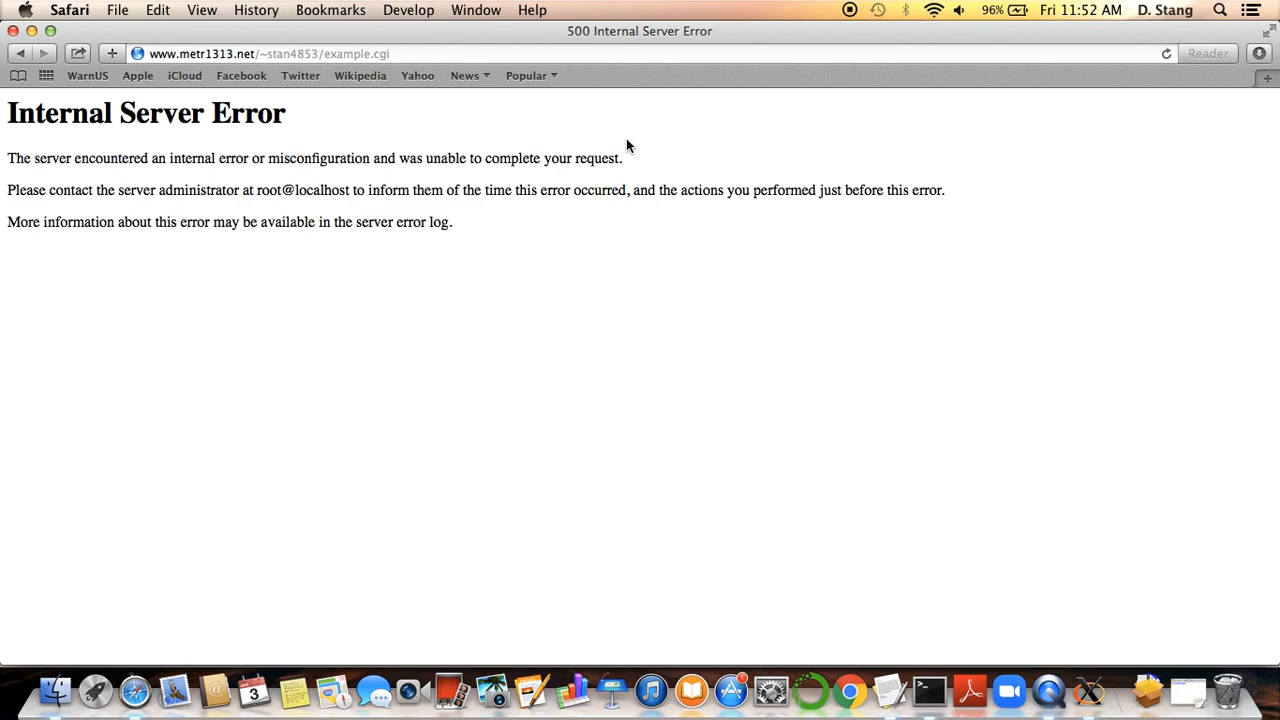 Safari File Edit View History Bookmarks Develop Window Help 96% Fri 11:52 AM D. Stang
500 Internal Server Error
www.metr1313.net/~stan4853/example.cgi Reader
WarnUS Apple iCloud Facebook Twitter Wikipedia Yahoo News Popular
Internal Server Error
The server encountered an internal error or misconfiguration and was unable to complete your request.
Please contact the server administrator at root@localhost to inform them of the time this error occurred, and the actions you performed just before this error.
More information about this error may be available in the server error log.
3